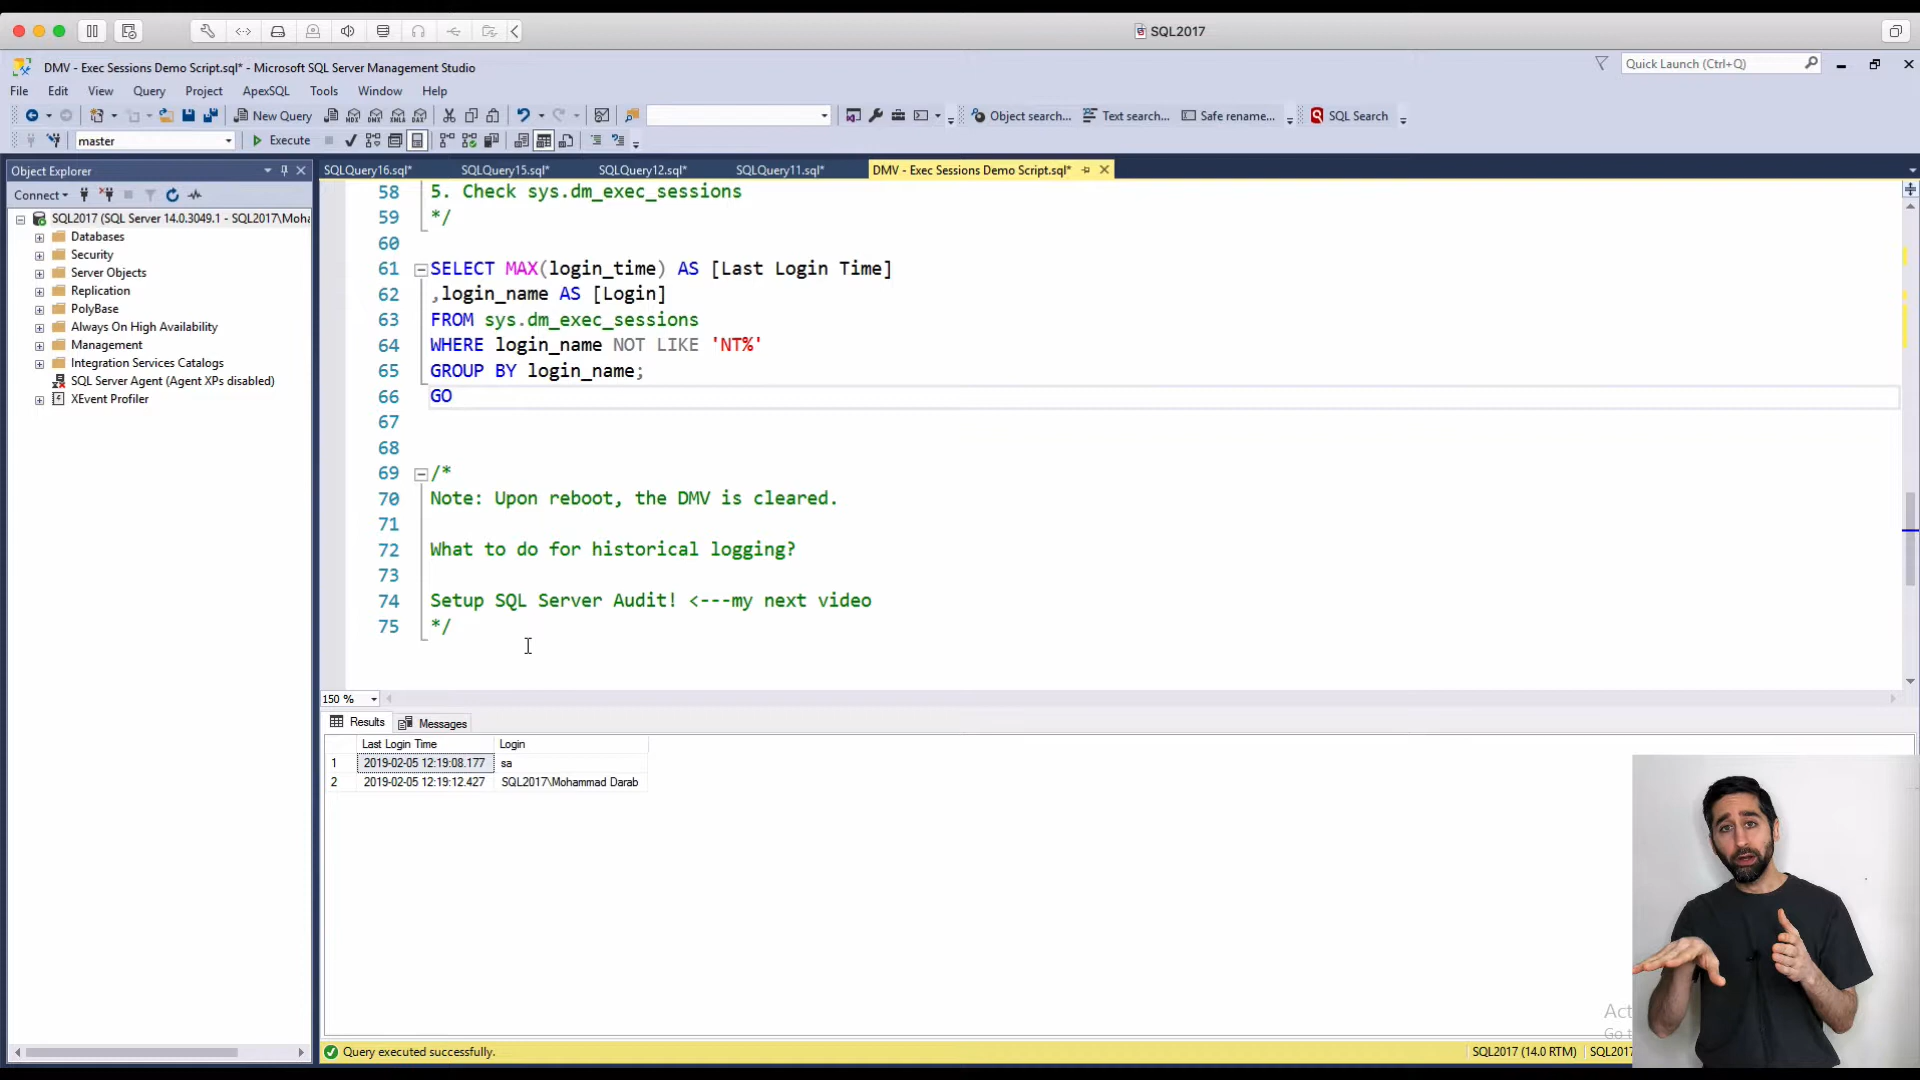 SQL2017
DMV - Exec Sessions Demo Script.sql* - Microsoft SQL Server Management Studio
Quick Launch (Ctrl+Q)
File Edit View Query Project ApexSQL Tools Window Help
New Query
Object search... Text search... Safe rename... SQL Search
master
Execute
Object Explorer
SQLQuery16.sql* SQLQuery15.sql* SQLQuery12.sql* SQLQuery11.sql* DMV - Exec Sessions Demo Script.sql*
Connect
SQL2017 (SQL Server 14.0.3049.1 - SQL2017\Moh
Databases
Security
Server Objects
Replication
PolyBase
Always On High Availability
Management
Integration Services Catalogs
SQL Server Agent (Agent XPs disabled)
XEvent Profiler
58 5. Check sys.dm_exec_sessions
59 */
60
61 SELECT MAX(login_time) AS [Last Login Time]
62 ,login_name AS [Login]
63 FROM sys.dm_exec_sessions
64 WHERE login_name NOT LIKE 'NT%'
65 GROUP BY login_name;
66 GO
67
68
69 /*
70 Note: Upon reboot, the DMV is cleared.
71
72 What to do for historical logging?
73
74 Setup SQL Server Audit! <---my next video
75 */
150 %
Results Messages
Last Login Time Login
1 2019-02-05 12:19:08.177 sa
2 2019-02-05 12:19:12.427 SQL2017\Mohammad Darab
Act
Go t
Query executed successfully.
SQL2017 (14.0 RTM) SQL2017